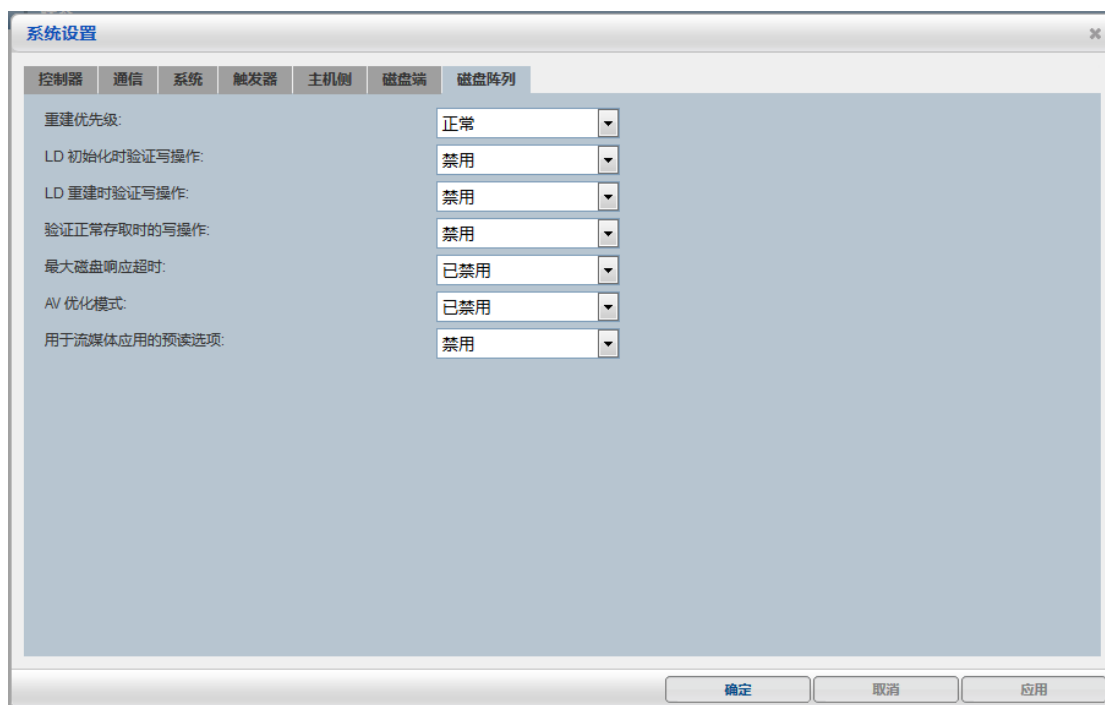 系统设置
控制器 通信 系统 触发器 主机侧 磁盘端 磁盘阵列
重建优先级: 正常
LD 初始化时验证写操作: 禁用
LD 重建时验证写操作: 禁用
验证正常存取时的写操作: 禁用
最大磁盘响应超时: 已禁用
AV 优化模式: 已禁用
用于流媒体应用的预读选项: 禁用
确定 取消 应用